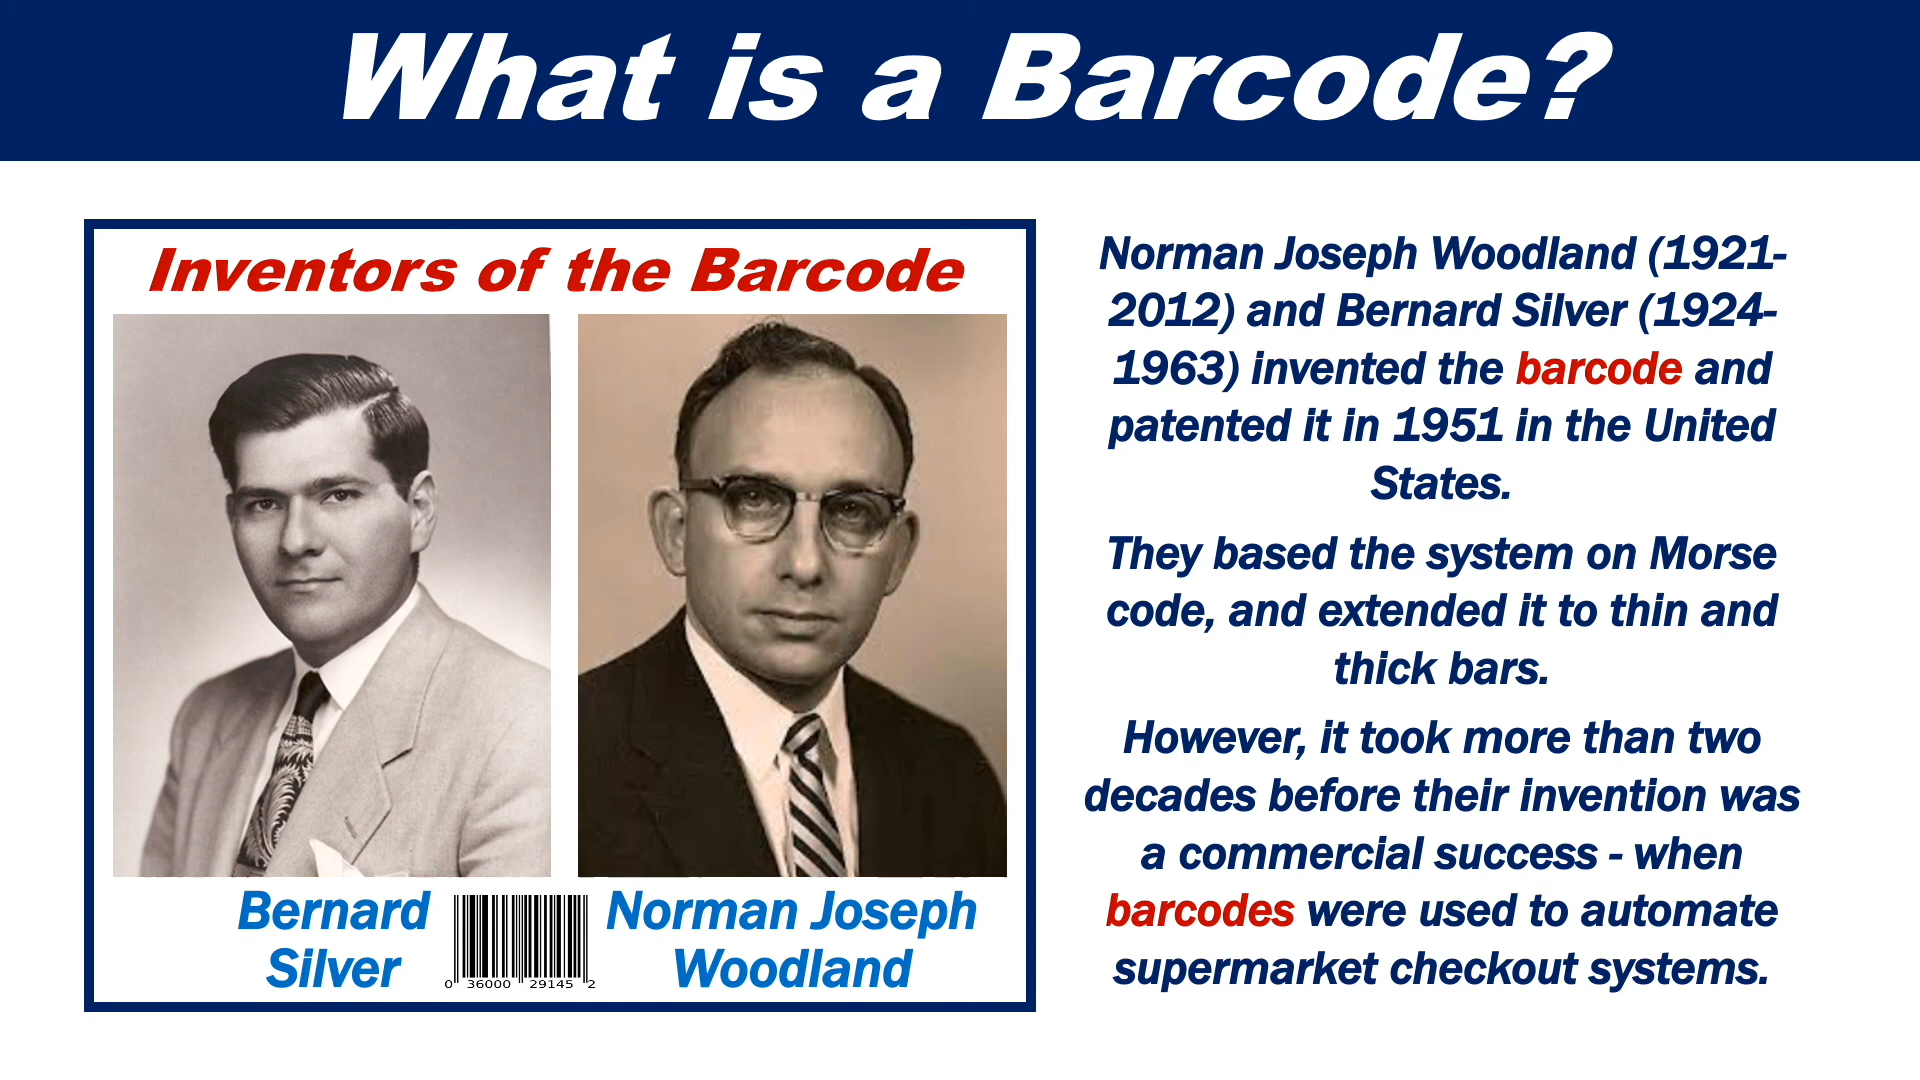 What is a Barcode?
Inventors of the Barcode
Bernard
Silver
0 36000 29145 2
Norman Joseph
Woodland
Norman Joseph Woodland (1921-
2012) and Bernard Silver (1924-
1963) invented the barcode and
patented it in 1951 in the United
States.
They based the system on Morse
code, and extended it to thin and
thick bars.
However, it took more than two
decades before their invention was
a commercial success - when
barcodes were used to automate
supermarket checkout systems.